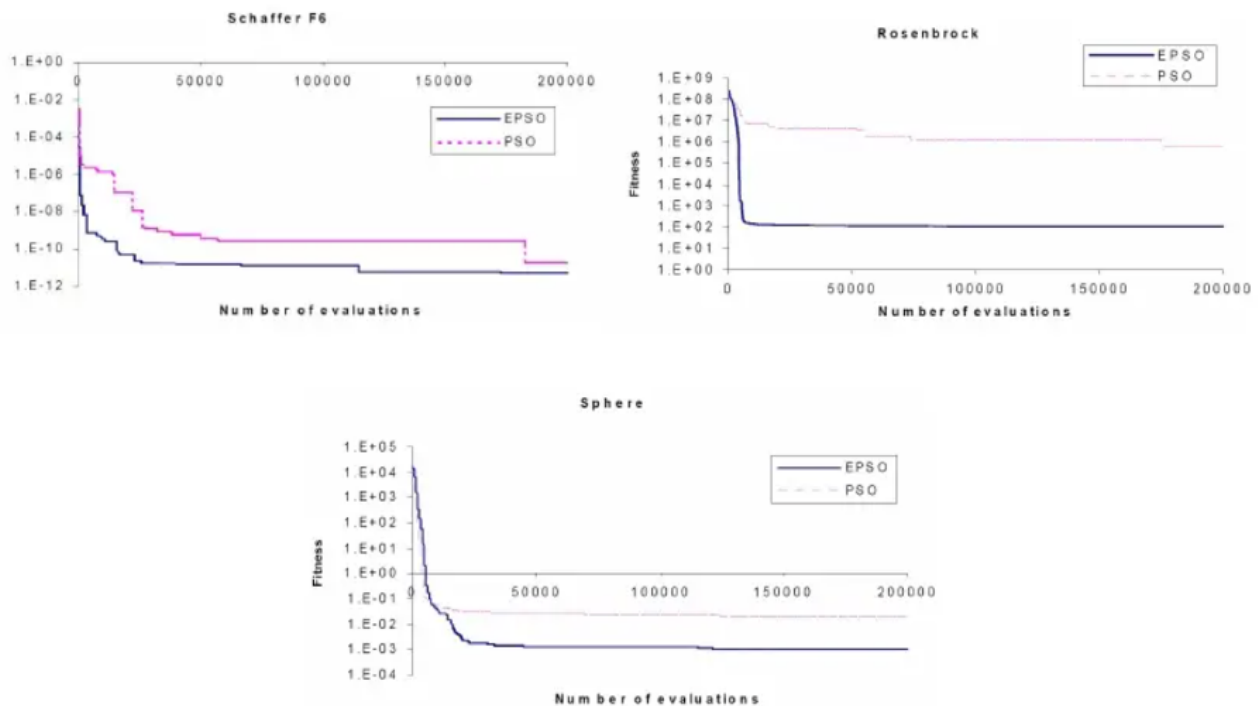 Schaffer F6
1.E+00
0 50000 100000 150000 200000
1.E-02
1.E-04
1.E-06
1.E-08
1.E-10
1.E-12
EPSO
PSO
Number of evaluations
Rosenbrock
EPSO
PSO
1.E+09
1.E+08
1.E+07
1.E+06
1.E+05
1.E+04
1.E+03
1.E+02
1.E+01
1.E+00
Fitness
0 50000 100000 150000 200000
Number of evaluations
Sphere
1.E+05
1.E+04
1.E+03
1.E+02
1.E+01
1.E+00
1.E-01
1.E-02
1.E-03
1.E-04
Fitness
EPSO
PSO
0 50000 100000 150000 200000
Number of evaluations